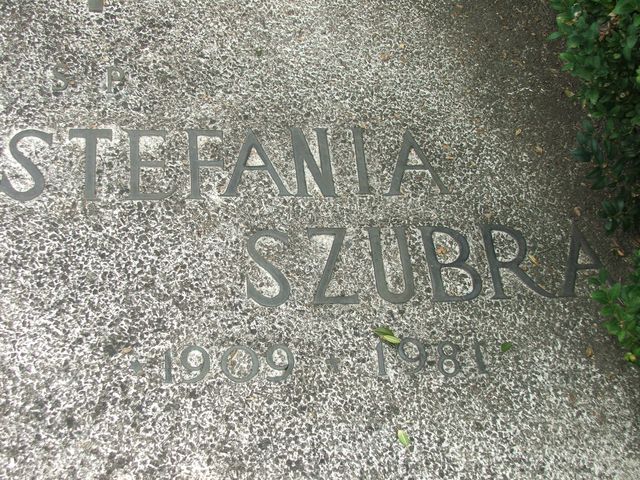 S P
STEFANIA
SZUBRA
* 1909 + 1981